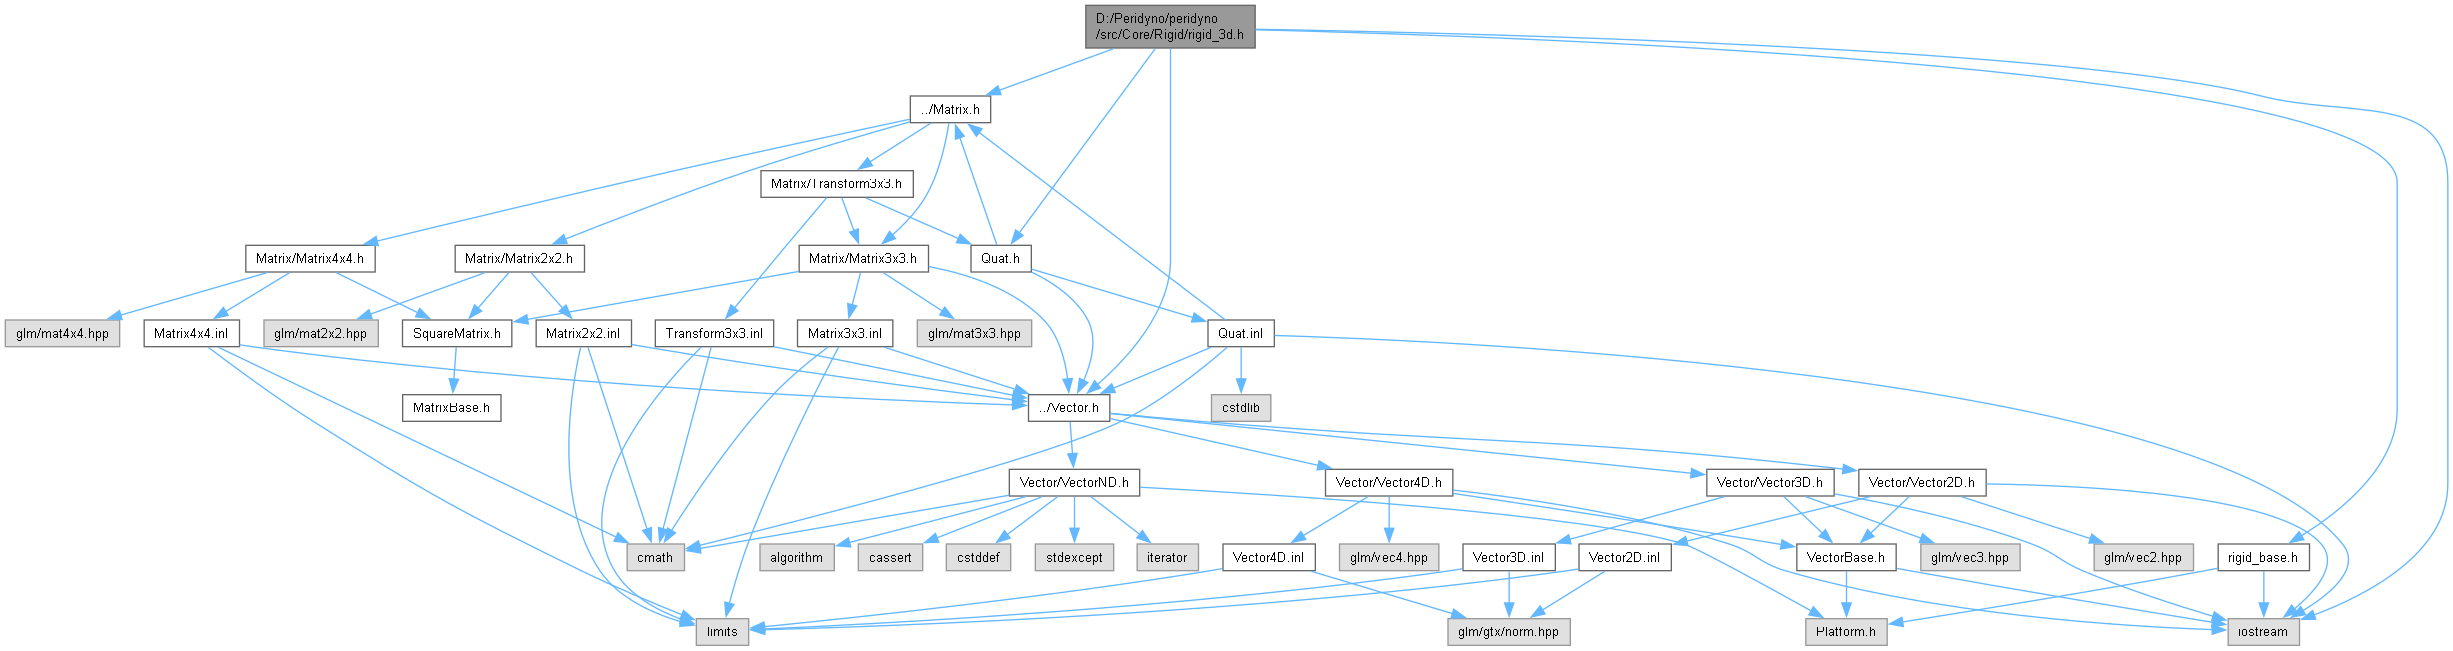 D:/Peridyno/peridyno
/src/Core/Rigid/rigid_3d.h
../Matrix.h
Matrix/Transform3x3.h
Matrix/Matrix4x4.h
Matrix/Matrix2x2.h
Matrix/Matrix3x3.h
Quat.h
glm/mat4x4.hpp
Matrix4x4.inl
glm/mat2x2.hpp
SquareMatrix.h
Matrix2x2.inl
Transform3x3.inl
Matrix3x3.inl
glm/mat3x3.hpp
Quat.inl
MatrixBase.h
../Vector.h
cstdlib
Vector/VectorND.h
Vector/Vector4D.h
Vector/Vector3D.h
Vector/Vector2D.h
cmath
algorithm
cassert
cstddef
stdexcept
iterator
Vector4D.inl
glm/vec4.hpp
Vector3D.inl
Vector2D.inl
VectorBase.h
glm/vec3.hpp
glm/vec2.hpp
rigid_base.h
limits
glm/gtx/norm.hpp
Platform.h
iostream